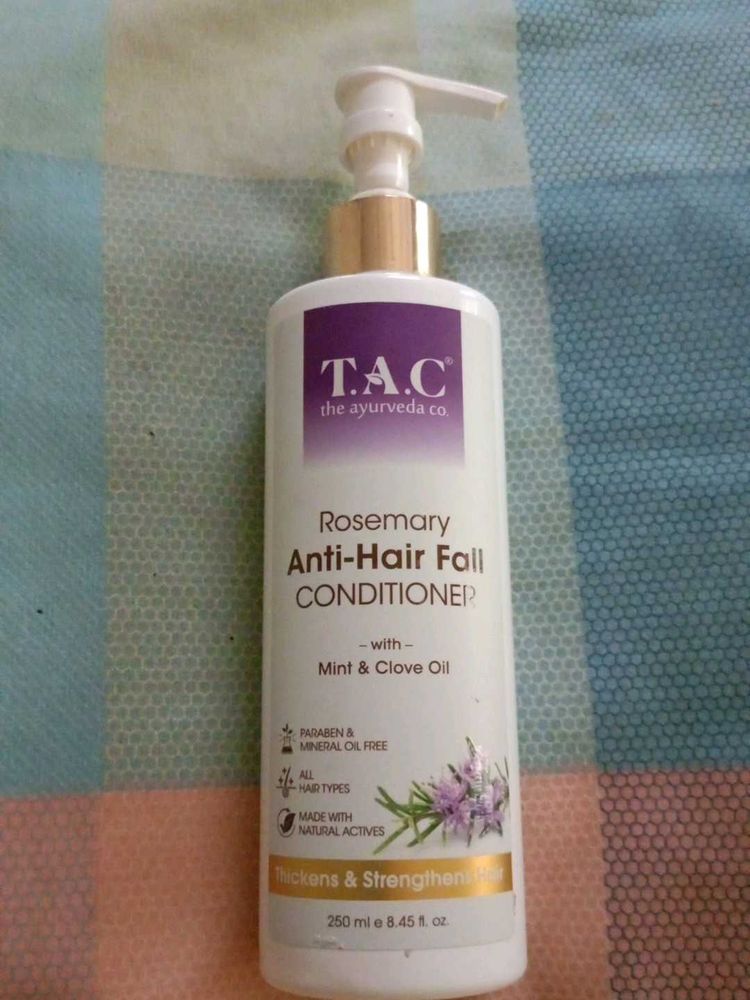 T.A.C®
the ayurveda co.
Rosemary
Anti-Hair Fall
CONDITIONER
– with –
Mint & Clove Oil
PARABEN &
MINERAL OIL FREE
ALL
HAIR TYPES
MADE WITH
NATURAL ACTIVES
Thickens & Strengthens Hair
250 ml e 8.45 fl. oz.